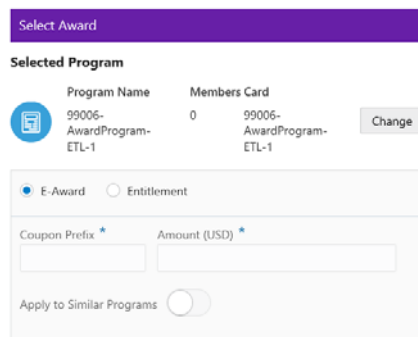 Select Award
Selected Program
Program Name Members Card
99006- 0 99006- Change
AwardProgram- AwardProgram-
ETL-1 ETL-1
E-Award Entitlement
Coupon Prefix * Amount (USD) *
Apply to Similar Programs